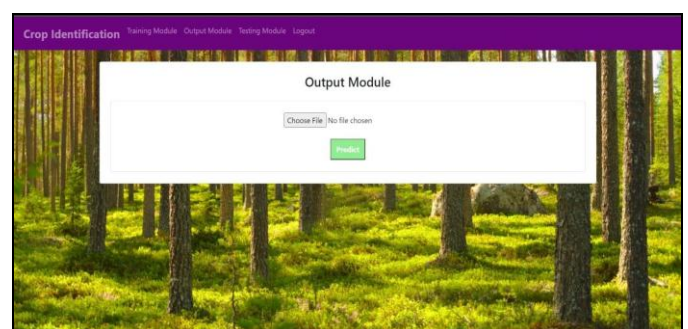 Crop Identification Training Module Output Module Testing Module Logout
Output Module
Choose File No file chosen
Predict